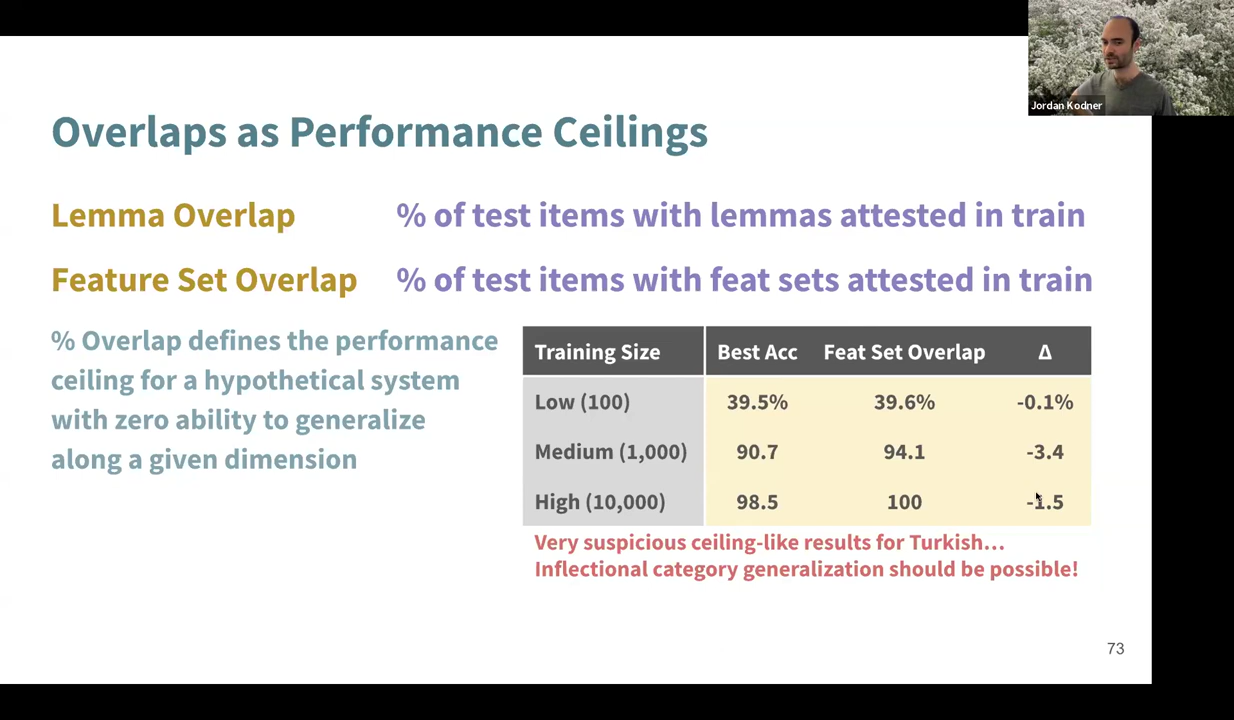 Jordan Kodner
Overlaps as Performance Ceilings
Lemma Overlap % of test items with lemmas attested in train
Feature Set Overlap % of test items with feat sets attested in train
% Overlap defines the performance
ceiling for a hypothetical system
with zero ability to generalize
along a given dimension
Training Size Best Acc Feat Set Overlap Δ
Low (100) 39.5% 39.6% -0.1%
Medium (1,000) 90.7 94.1 -3.4
High (10,000) 98.5 100 -1.5
Very suspicious ceiling-like results for Turkish…
Inflectional category generalization should be possible!
73